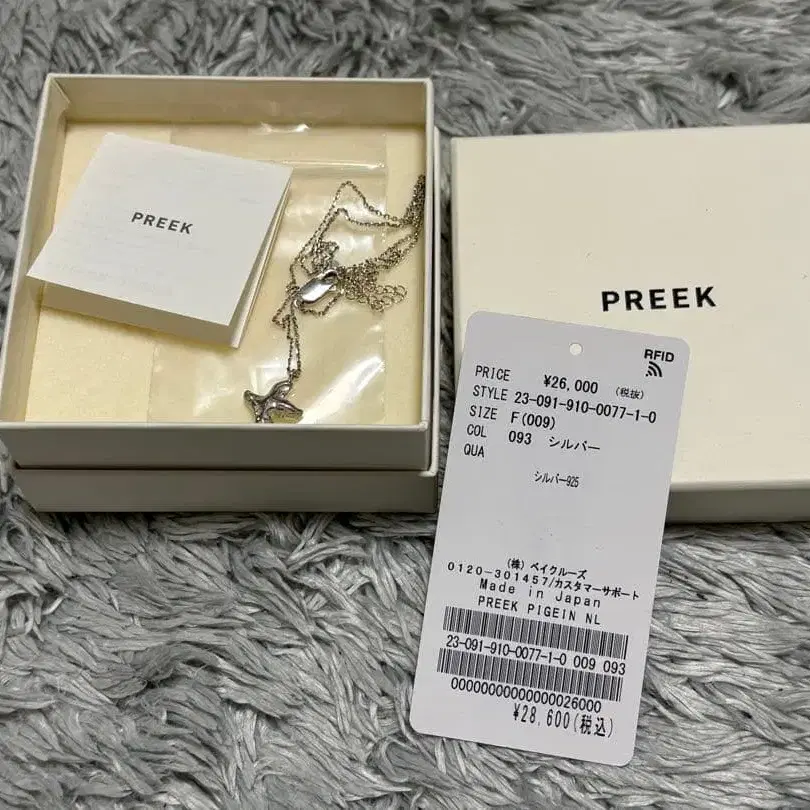 PREEK
PREEK
RFID
PRICE ¥26,000 (税抜)
STYLE 23-091-910-0077-1-0
SIZE F(009)
COL 093 シルバー
QUA
シルバー925
(株) ベイクルーズ
0120-301457/カスタマーサポート
Made in Japan
PREEK PIGEIN NL
23-091-910-0077-1-0 009 093
00000000000000026000
¥28,600(税込)